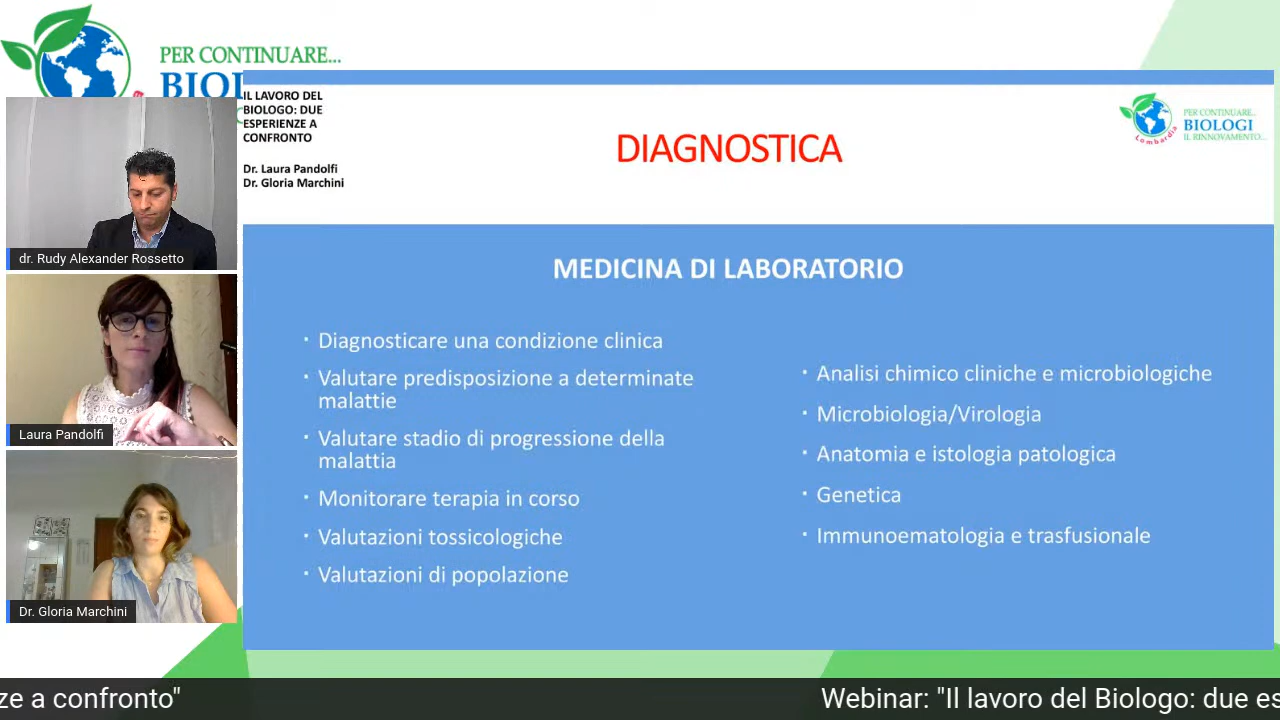 PER CONTINUARE...
BIOL
IL LAVORO DEL
BIOLOGO: DUE
ESPERIENZE A
CONFRONTO
Dr. Laura Pandolfi
Dr. Gloria Marchini
DIAGNOSTICA
PER CONTINUARE...
BIOLOGI
IL RINNOVAMENTO...
Lombardia
MEDICINA DI LABORATORIO
· Diagnosticare una condizione clinica
· Valutare predisposizione a determinate
malattie
· Valutare stadio di progressione della
malattia
· Monitorare terapia in corso
· Valutazioni tossicologiche
· Valutazioni di popolazione
· Analisi chimico cliniche e microbiologiche
· Microbiologia/Virologia
· Anatomia e istologia patologica
· Genetica
· Immunoematologia e trasfusionale
dr. Rudy Alexander Rossetto
Laura Pandolfi
Dr. Gloria Marchini
ze a confronto" Webinar: "Il lavoro del Biologo: due es